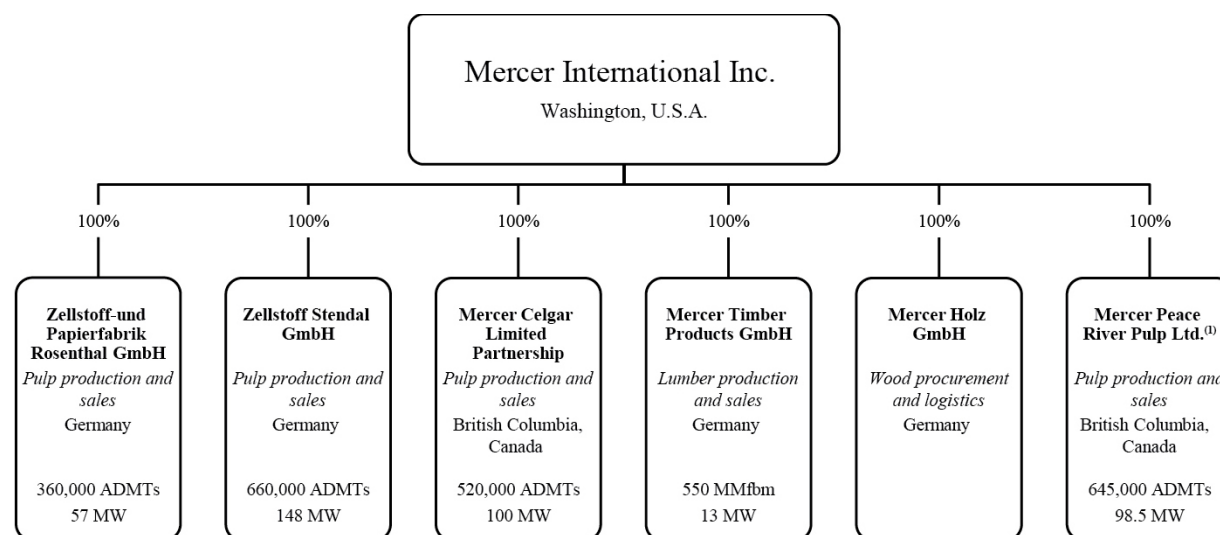 Mercer International Inc.
Washington, U.S.A.
100%
100%
100%
100%
100%
100%
Zellstoff-und
Papierfabrik
Rosenthal GmbH
Pulp production and
sales
Germany
360,000 ADMTs
57 MW
Zellstoff Stendal
GmbH
Pulp production and
sales
Germany
660,000 ADMTs
148 MW
Mercer Celgar
Limited
Partnership
Pulp production and
sales
British Columbia,
Canada
520,000 ADMTs
100 MW
Mercer Timber
Products GmbH
Lumber production
and sales
Germany
550 MMfbm
13 MW
Mercer Holz
GmbH
Wood procurement
and logistics
Germany
Mercer Peace
River Pulp Ltd.(1)
Pulp production and
sales
British Columbia,
Canada
645,000 ADMTs
98.5 MW